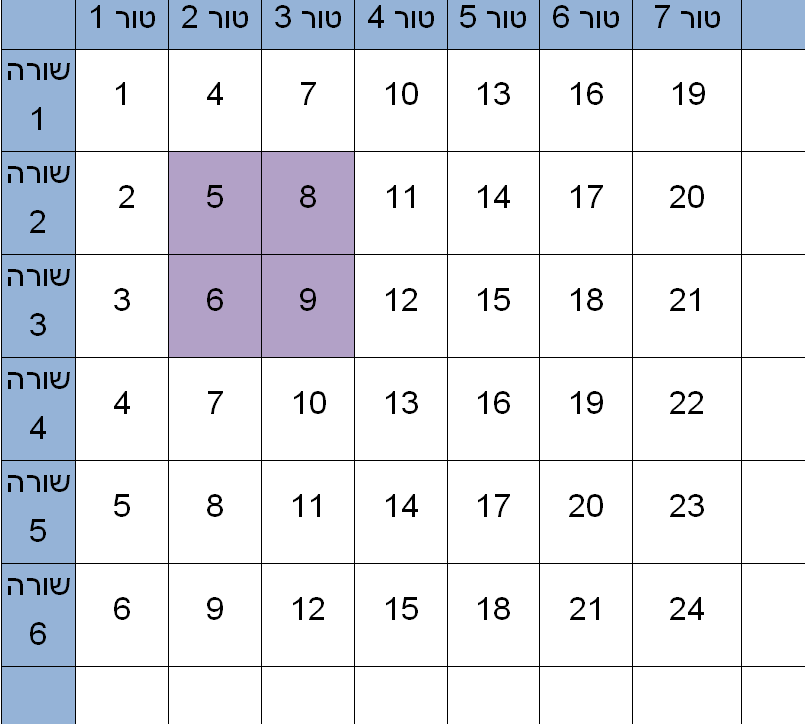 טור 1 טור 2 טור 3 טור 4 טור 5 טור 6 טור 7
שורה 1 1 4 7 10 13 16 19
שורה 2 2 5 8 11 14 17 20
שורה 3 3 6 9 12 15 18 21
שורה 4 4 7 10 13 16 19 22
שורה 5 5 8 11 14 17 20 23
שורה 6 6 9 12 15 18 21 24